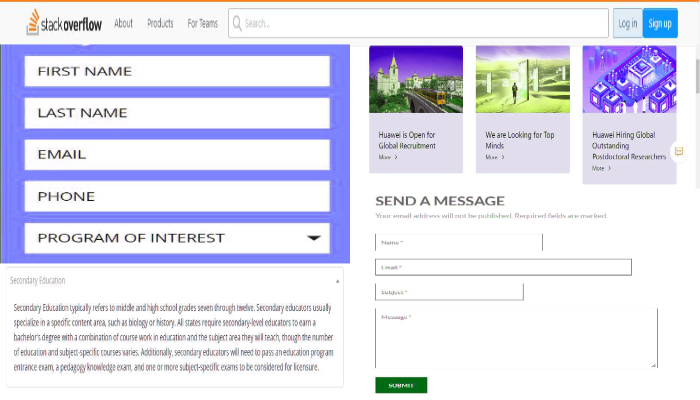 stackoverflow About Products For Teams Search... Log in Sign up
FIRST NAME
LAST NAME
EMAIL
PHONE
PROGRAM OF INTEREST
Secondary Education
Secondary Education typically refers to middle and high school grades seven through twelve. Secondary educators usually
specialize in a specific content area, such as biology or history. All states require secondary-level educators to earn a
bachelor's degree with a combination of course work in education and the subject area they will teach, though the number
of education and subject-specific courses varies. Additionally, secondary educators will need to pass an education program
entrance exam, a pedagogy knowledge exam, and one or more subject-specific exams to be considered for licensure.
Huawei is Open for
Global Recruitment
More >
We are Looking for Top
Minds
More >
Huawei Hiring Global
Outstanding
Postdoctoral Researchers
More >
SEND A MESSAGE
Your email address will not be published. Required fields are marked
Name *
Email *
Subject *
Message *
SUBMIT